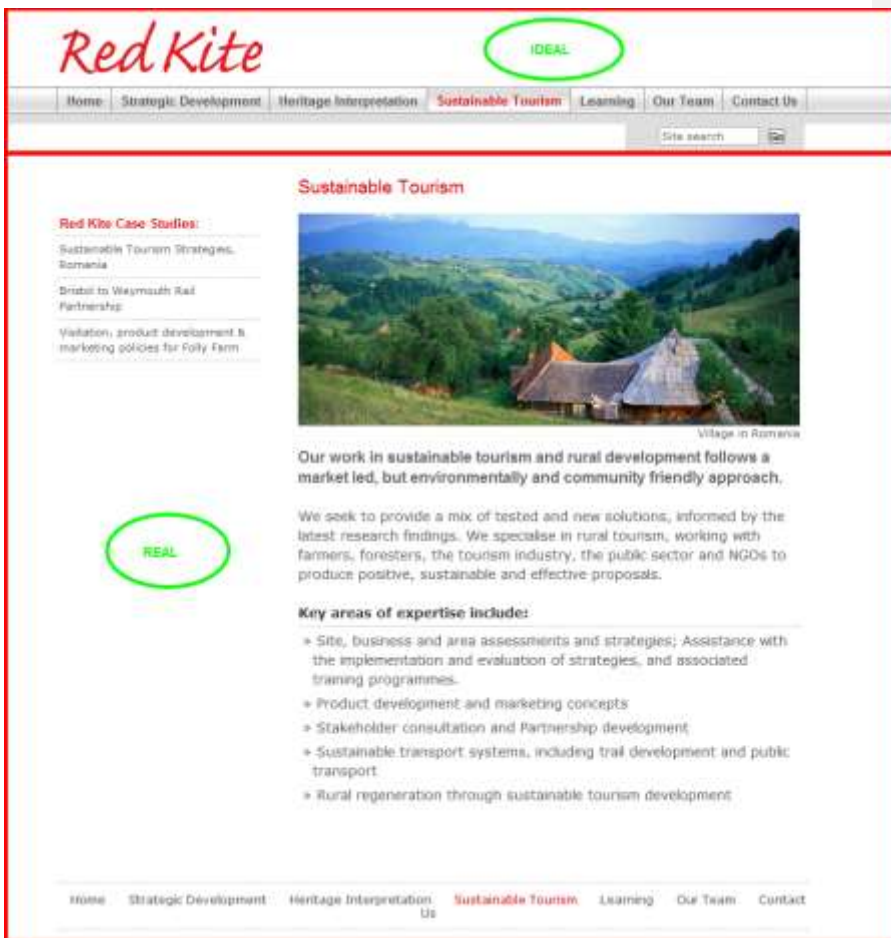 Red Kite
IDEAL
Home Strategic Development Heritage Interpretation Sustainable Tourism Learning Our Team Contact Us
Site search Go
Sustainable Tourism
Red Kite Case Studies:
Sustainable Tourism Strategies,
Romania
Bristol to Weymouth Rail
Partnership
Visitation, product development &
marketing policies for Folly Farm
Village in Romania
Our work in sustainable tourism and rural development follows a
market led, but environmentally and community friendly approach.
We seek to provide a mix of tested and new solutions, informed by the
latest research findings. We specialise in rural tourism, working with
farmers, foresters, the tourism industry, the public sector and NGOs to
produce positive, sustainable and effective proposals.
REAL
Key areas of expertise include:
» Site, business and area assessments and strategies; Assistance with
the implementation and evaluation of strategies, and associated
training programmes.
» Product development and marketing concepts
» Stakeholder consultation and Partnership development
» Sustainable transport systems, including trail development and public
transport
» Rural regeneration through sustainable tourism development
Home Strategic Development Heritage Interpretation Sustainable Tourism Learning Our Team Contact
Us